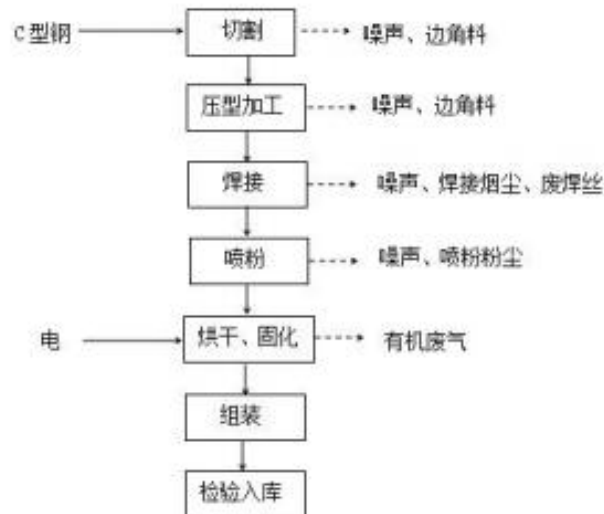 C型钢 切割 噪声、边角料
压型加工 噪声、边角料
焊接 噪声、焊接烟尘、废焊丝
喷粉 噪声、喷粉粉尘
电 烘干、固化 有机废气
组装
检验入库